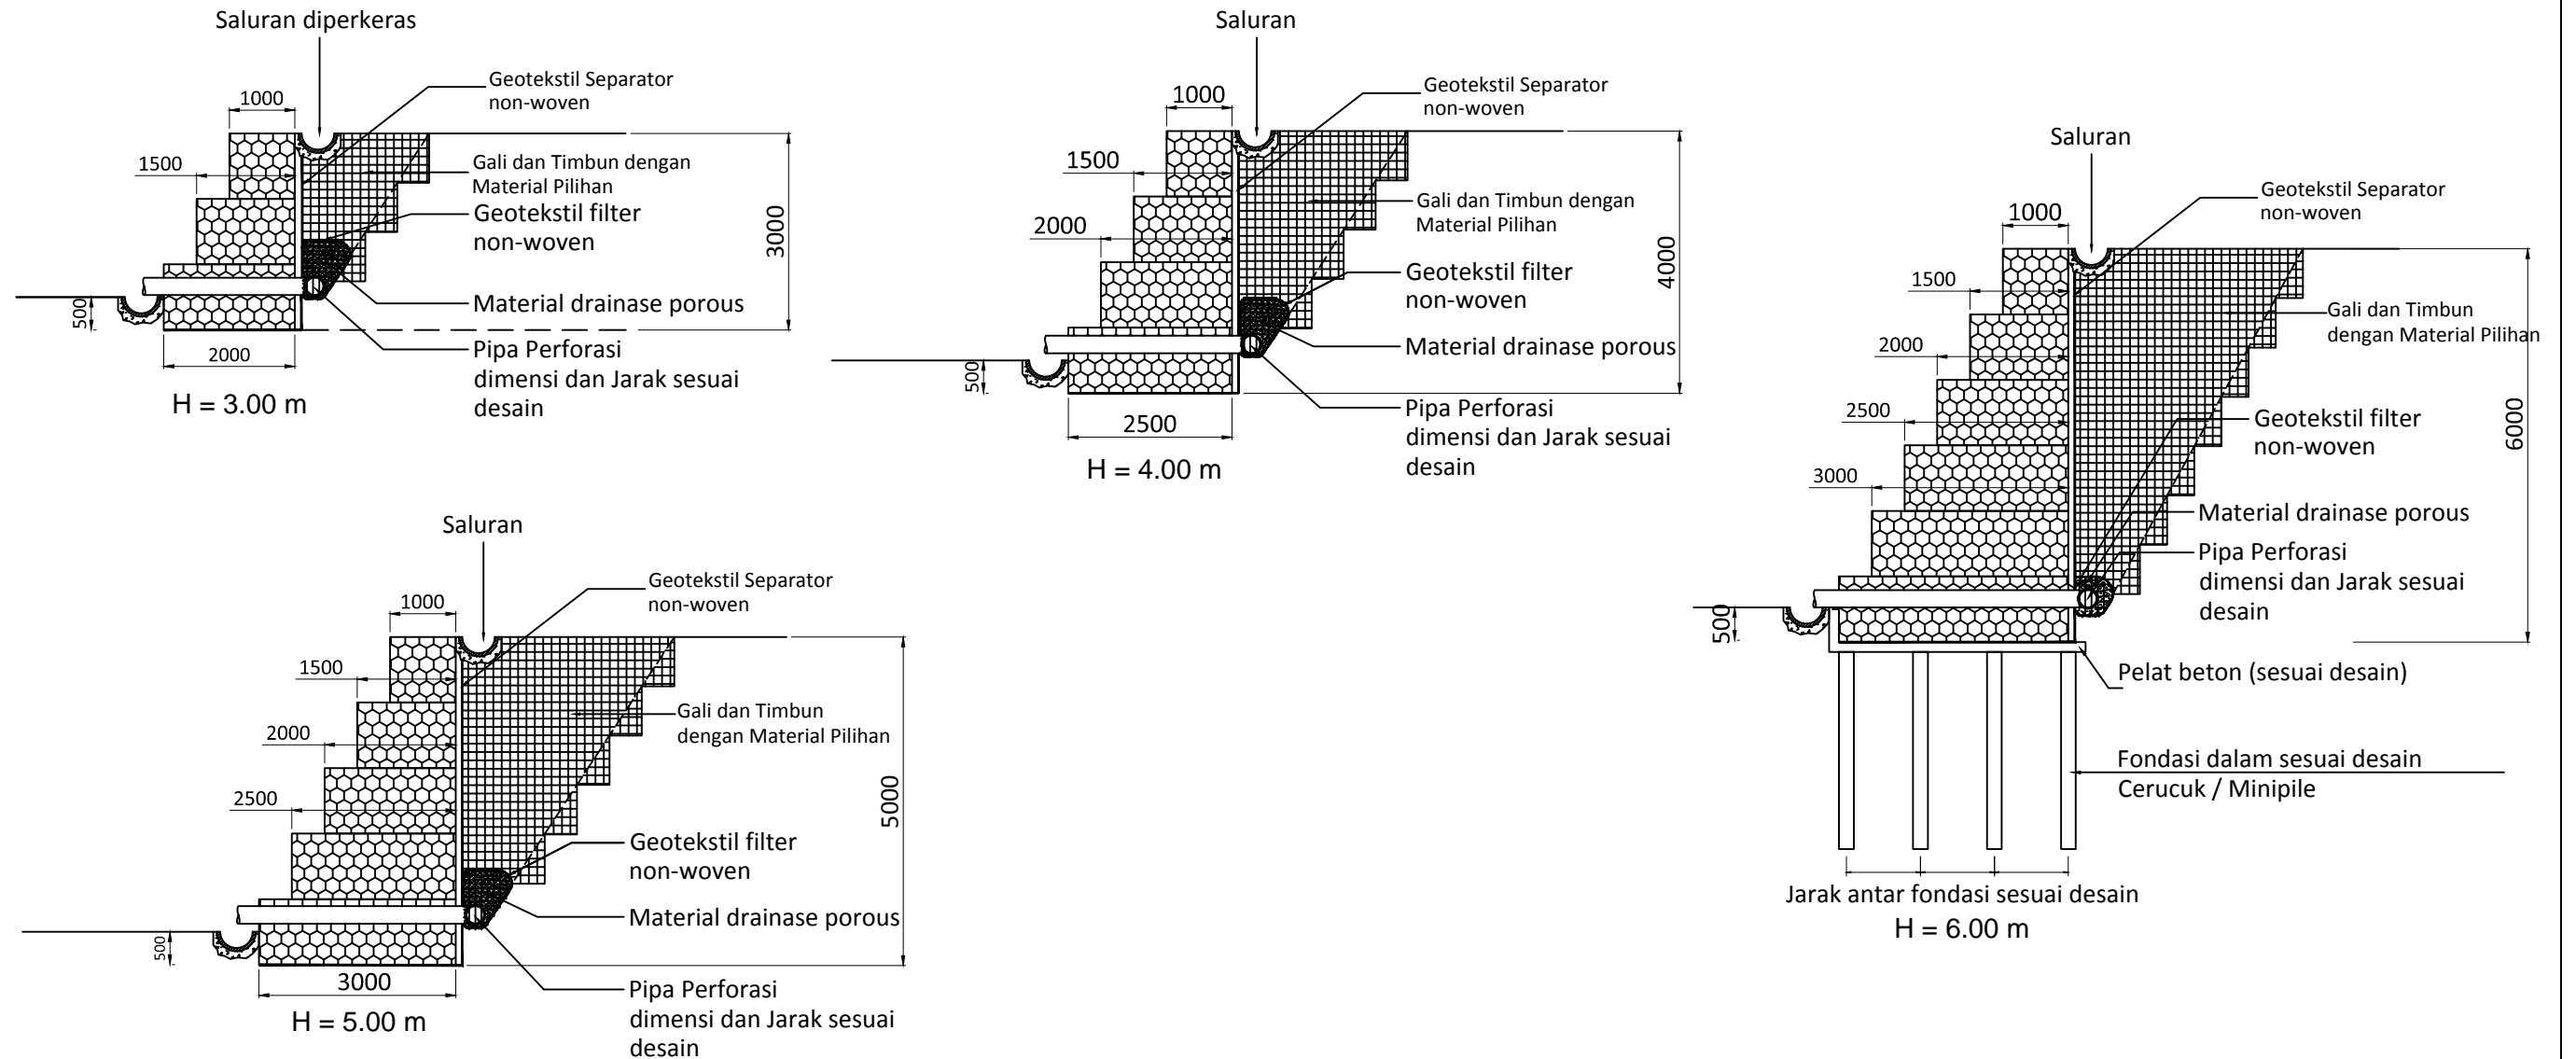 Saluran diperkeras
Geotekstil Separator
non-woven
1000
1500
Gali dan Timbun dengan
Material Pilihan
Geotekstil filter
non-woven
3000
Material drainase porous
500
2000
Pipa Perforasi
dimensi dan Jarak sesuai
desain
H = 3.00 m
Saluran
Geotekstil Separator
non-woven
1000
1500
2000
Gali dan Timbun dengan
Material Pilihan
Geotekstil filter
non-woven
4000
Material drainase porous
500
2500
Pipa Perforasi
dimensi dan Jarak sesuai
desain
H = 4.00 m
Saluran
Geotekstil Separator
non-woven
1000
1500
2000
2500
3000
Gali dan Timbun
dengan Material Pilihan
Geotekstil filter
non-woven
6000
Material drainase porous
Pipa Perforasi
dimensi dan Jarak sesuai
desain
500
Pelat beton (sesuai desain)
Fondasi dalam sesuai desain
Cerucuk / Minipile
Jarak antar fondasi sesuai desain
H = 6.00 m
Saluran
Geotekstil Separator
non-woven
1000
1500
2000
2500
Gali dan Timbun
dengan Material Pilihan
5000
Geotekstil filter
non-woven
Material drainase porous
500
3000
Pipa Perforasi
dimensi dan Jarak sesuai
desain
H = 5.00 m